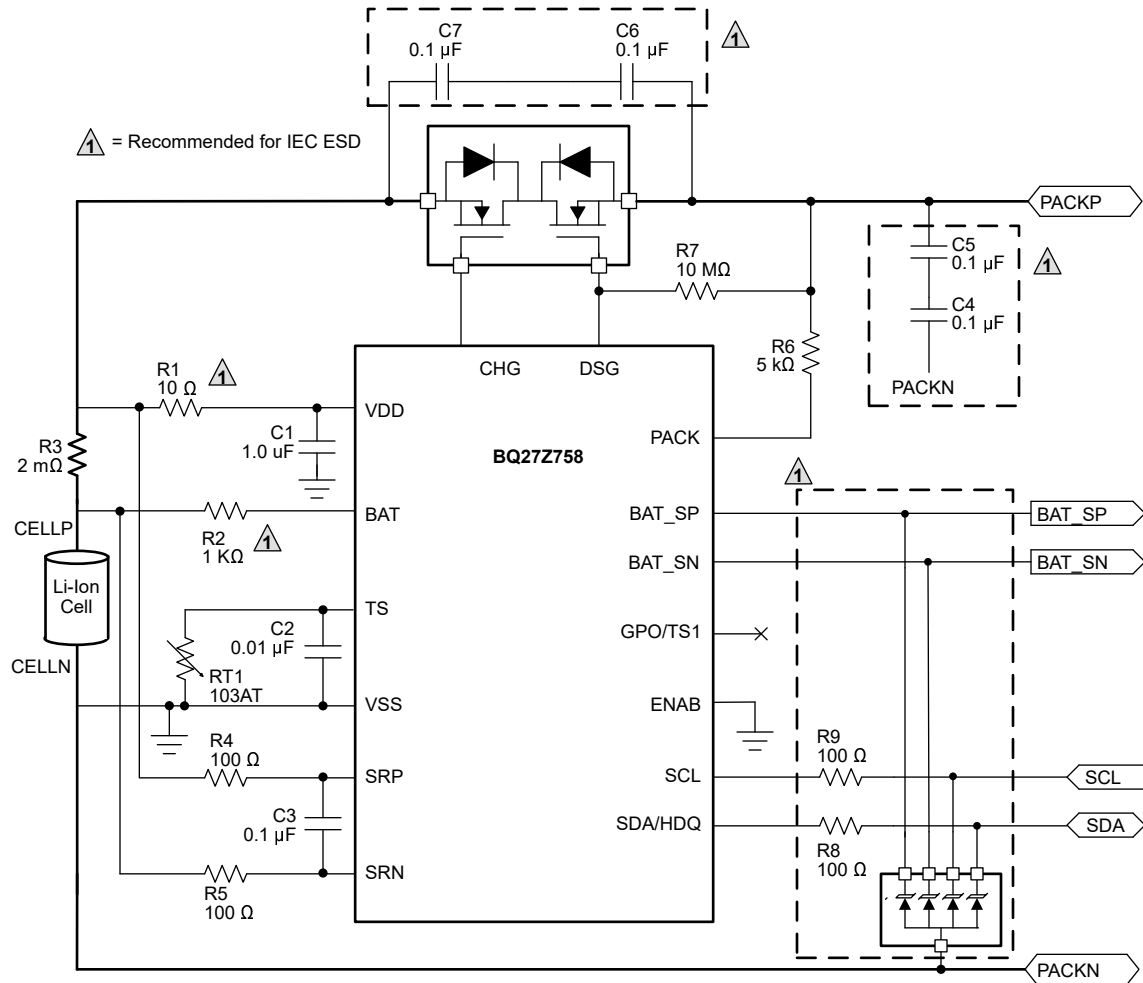 C7
0.1 µF
C6
0.1 µF
1
1 = Recommended for IEC ESD
PACKP
R7
10 MΩ
C5
0.1 µF
1
C4
0.1 µF
R6
5 kΩ
PACKN
R1
10 Ω
1
CHG
DSG
VDD
C1
1.0 uF
R3
2 mΩ
PACK
BQ27Z758
1
CELLP
R2
1 KΩ
1
BAT
BAT_SP
BAT_SP
BAT_SN
BAT_SN
Li-Ion
Cell
TS
C2
0.01 µF
GPO/TS1
CELLN
RT1
103AT
VSS
ENAB
R4
100 Ω
R9
100 Ω
SRP
SCL
SCL
C3
0.1 µF
SDA/HDQ
SDA
R8
100 Ω
SRN
R5
100 Ω
PACKN